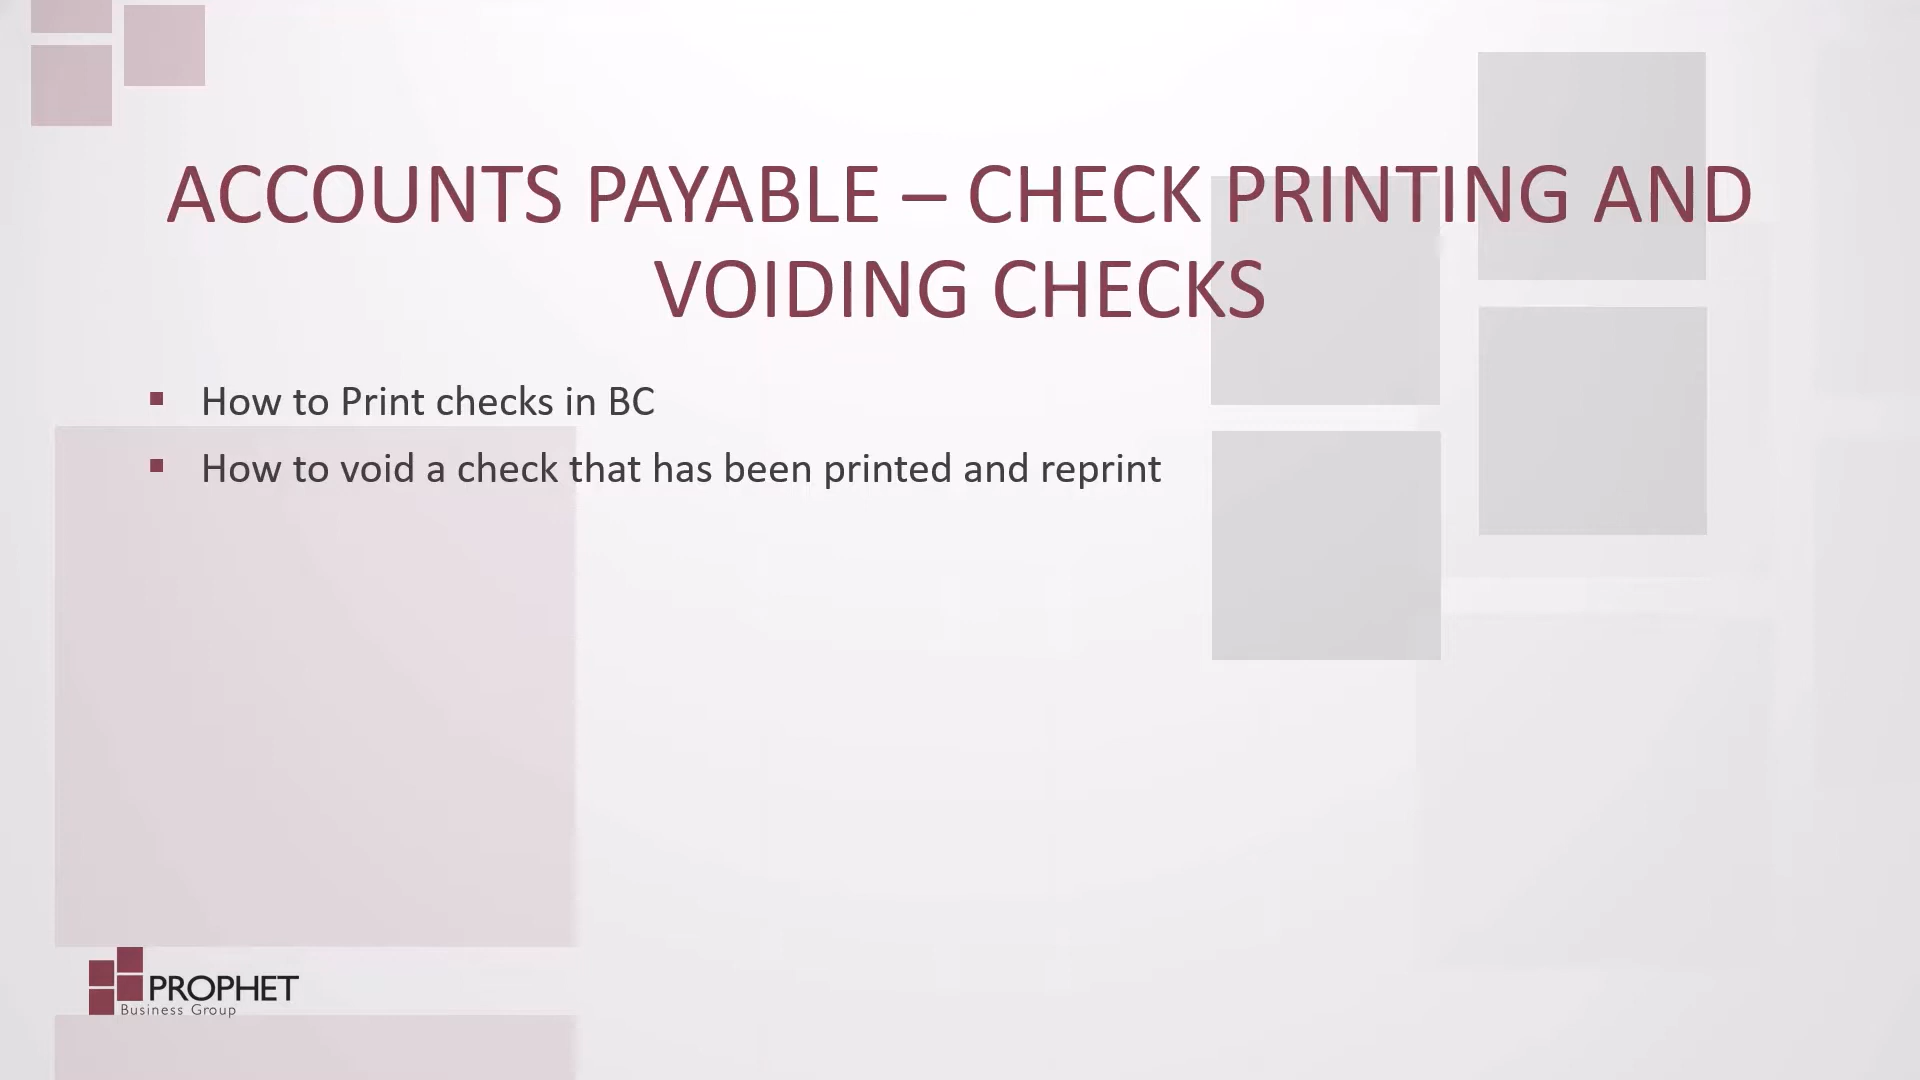 ACCOUNTS PAYABLE – CHECK PRINTING AND
VOIDING CHECKS
How to Print checks in BC
How to void a check that has been printed and reprint
PROPHET
Business Group